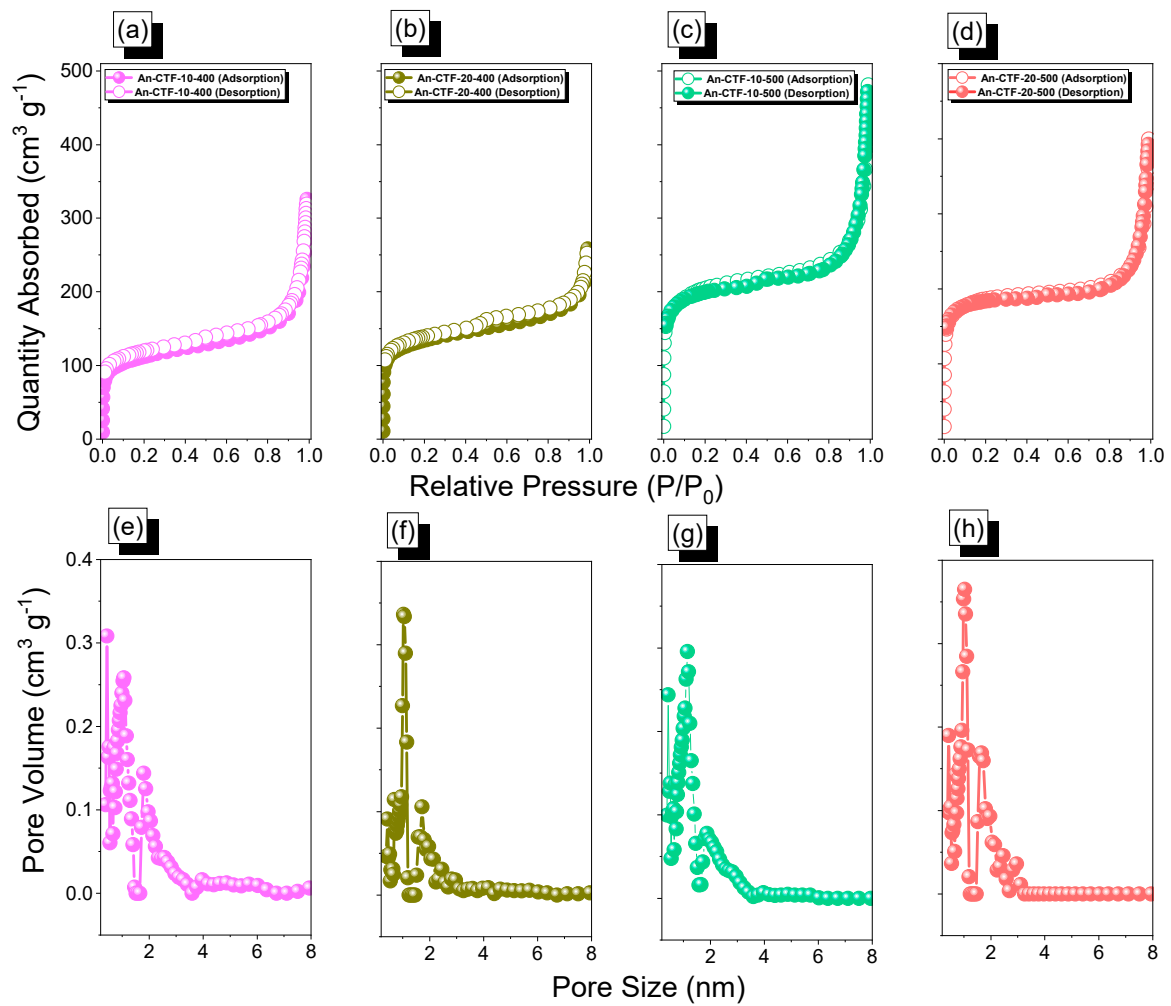 (a)
(b)
(c)
(d)
An-CTF-10-400 (Adsorption)
An-CTF-10-400 (Desorption)
An-CTF-20-400 (Adsorption)
An-CTF-20-400 (Desorption)
An-CTF-10-500 (Adsorption)
An-CTF-10-500 (Desorption)
An-CTF-20-500 (Adsorption)
An-CTF-20-500 (Desorption)
Quantity Absorbed (cm³ g⁻¹)
500
400
300
200
100
0
0.0 0.2 0.4 0.6 0.8 1.0
0.0 0.2 0.4 0.6 0.8 1.0
0.0 0.2 0.4 0.6 0.8 1.0
0.0 0.2 0.4 0.6 0.8 1.0
Relative Pressure (P/P₀)
(e)
(f)
(g)
(h)
Pore Volume (cm³ g⁻¹)
0.4
0.3
0.2
0.1
0.0
2 4 6 8
2 4 6 8
2 4 6 8
2 4 6 8
Pore Size (nm)